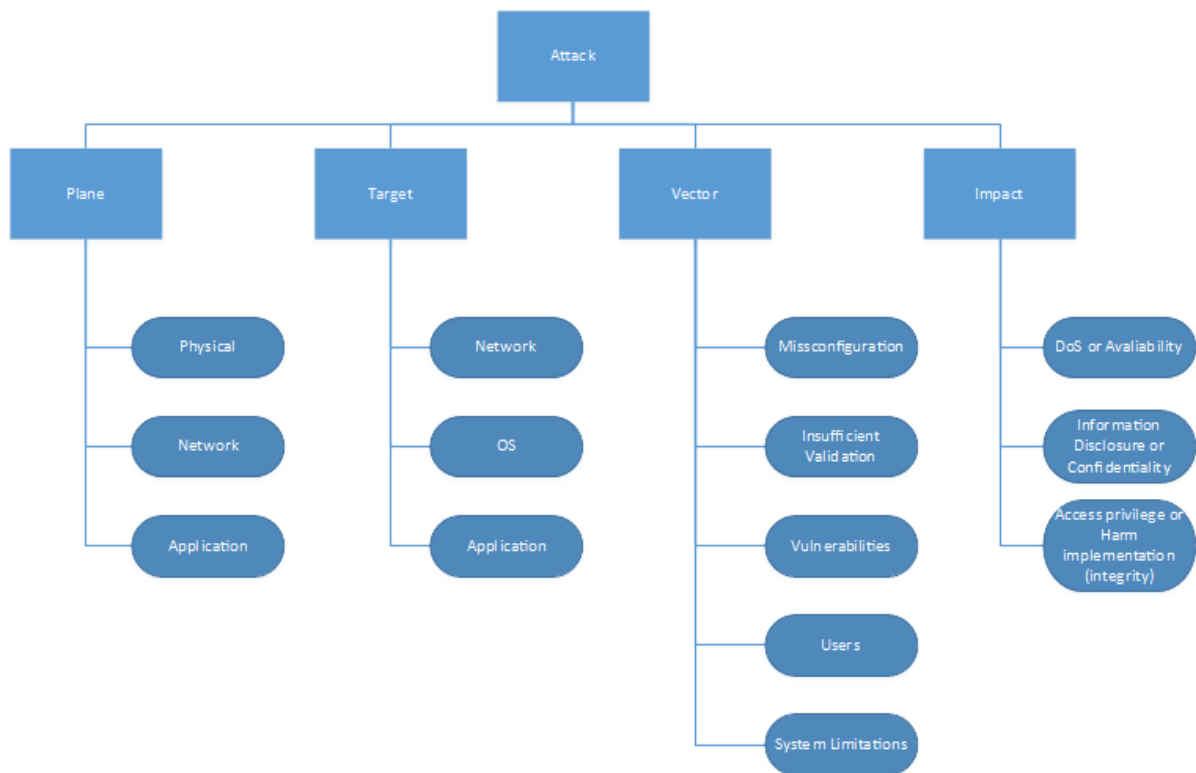 Attack
Plane
Target
Vector
Impact
Physical
Network
Missconfiguration
DoS or Avaliability
Network
OS
Insufficient
Validation
Information
Disclosure or
Confidentiality
Application
Application
Vulnerabilities
Access privilege or
Harm
implementation
(integrity)
Users
System Limitations